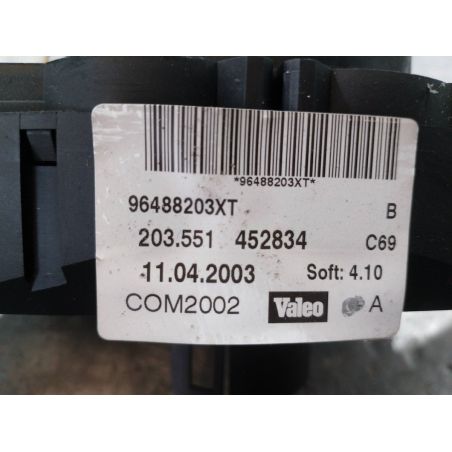 *96488203XT*
96488203XT B
203.551 452834 C69
11.04.2003 Soft: 4.10
COM2002 Valeo A